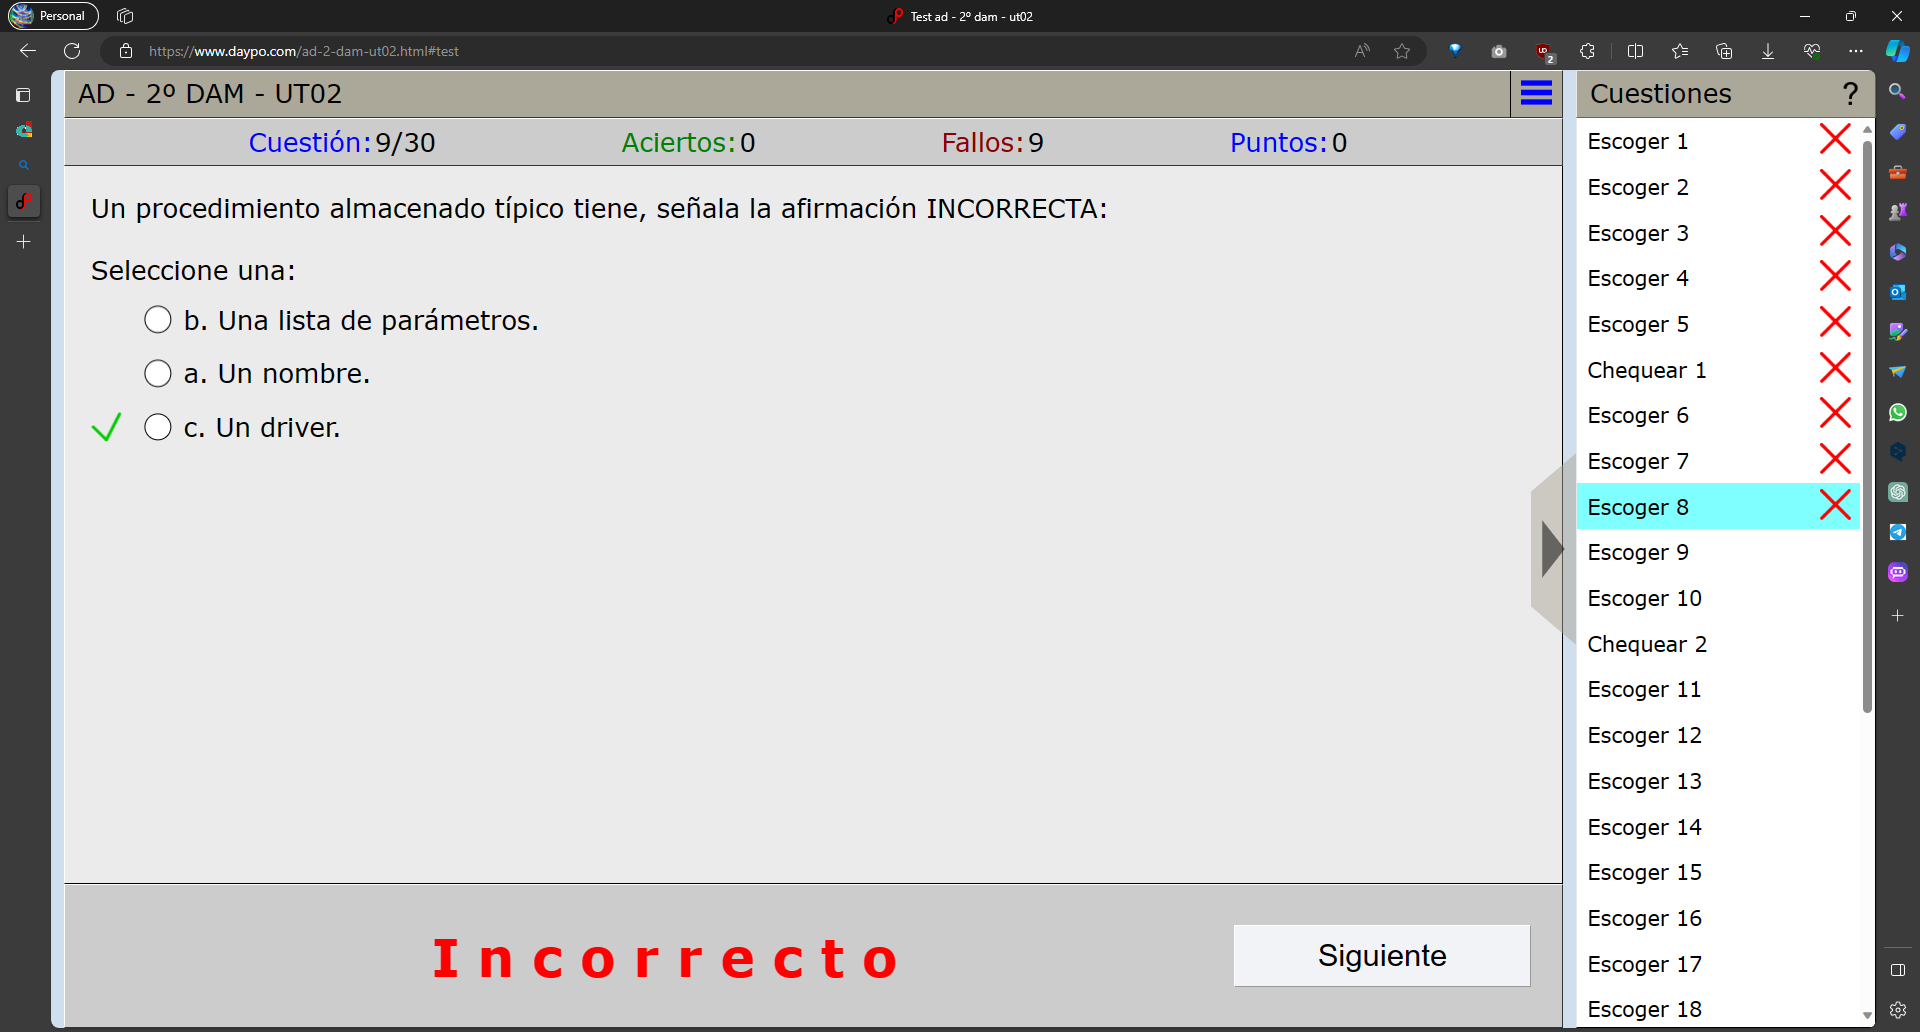 Personal
Test ad - 2º dam - ut02
https://www.daypo.com/ad-2-dam-ut02.html#test
2
AD - 2º DAM - UT02
Cuestión: 9/30
Aciertos: 0
Fallos: 9
Puntos: 0
Un procedimiento almacenado típico tiene, señala la afirmación INCORRECTA:
Seleccione una:
b. Una lista de parámetros.
a. Un nombre.
c. Un driver.
Incorrecto
Siguiente
Cuestiones
?
Escoger 1
Escoger 2
Escoger 3
Escoger 4
Escoger 5
Chequear 1
Escoger 6
Escoger 7
Escoger 8
Escoger 9
Escoger 10
Chequear 2
Escoger 11
Escoger 12
Escoger 13
Escoger 14
Escoger 15
Escoger 16
Escoger 17
Escoger 18